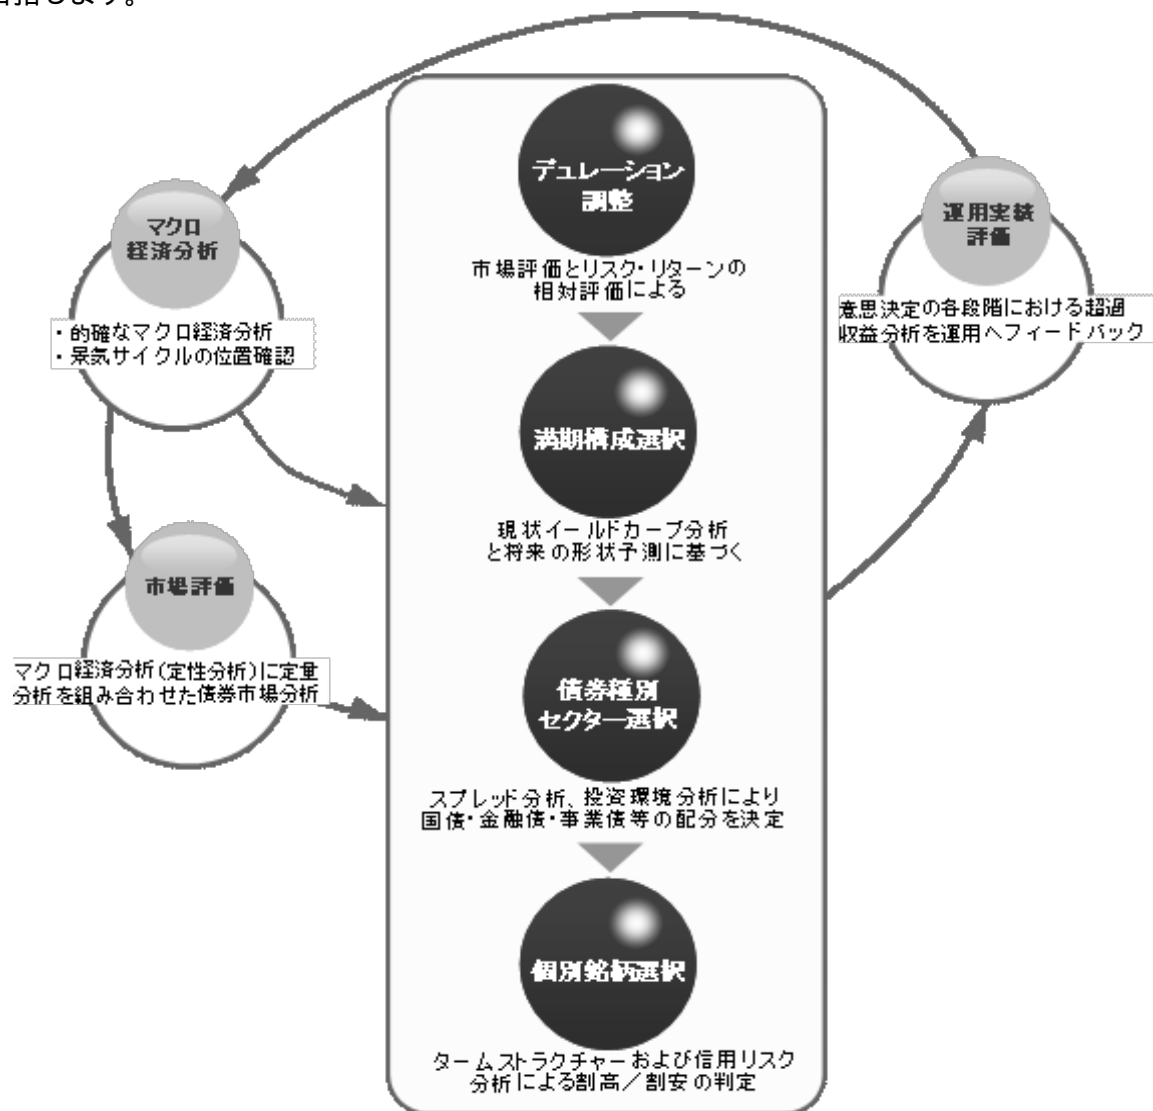 目指します。
デュレーション
調整
市場評価とリスク・リターンの
相対評価による
マクロ
経済分析
・的確なマクロ経済分析
・景気サイクルの位置確認
運用実績
評価
意思決定の各段階における超過
収益分析を運用へフィードバック
満期構成選択
現状イールドカーブ分析
と将来の形状予測に基づく
市場評価
マクロ経済分析(定性分析)に定量
分析を組み合わせた債券市場分析
債券種別
セクター選択
スプレッド分析、投資環境分析により
国債・金融債・事業債等の配分を決定
個別銘柄選択
タームストラクチャーおよび信用リスク
分析による割高/割安の判定